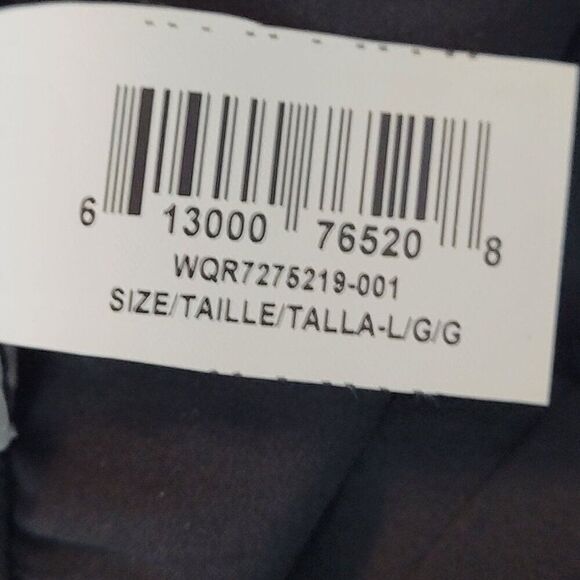 6 13000 76520 8
WQR7275219-001
SIZE/TAILLE/TALLA-L/G/G